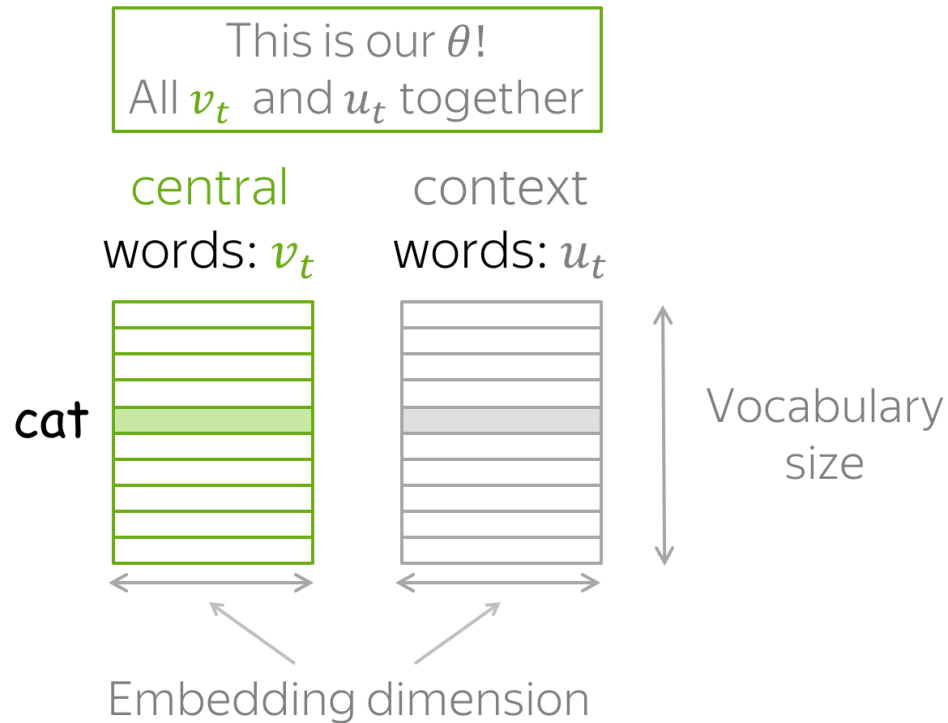 This is our θ!
All v_t and u_t together
central
words: v_t
context
words: u_t
cat
Vocabulary
size
Embedding dimension